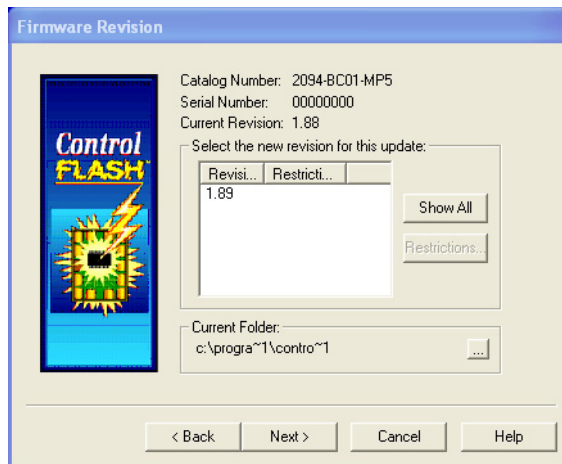 Firmware Revision
Control
FLASH
Catalog Number: 2094-BC01-MP5
Serial Number: 00000000
Current Revision: 1.88
Select the new revision for this update:
Revisi... Restricti...
1.89
Show All
Restrictions...
Current Folder:
c:\progra~1\contro~1
...
< Back Next > Cancel Help